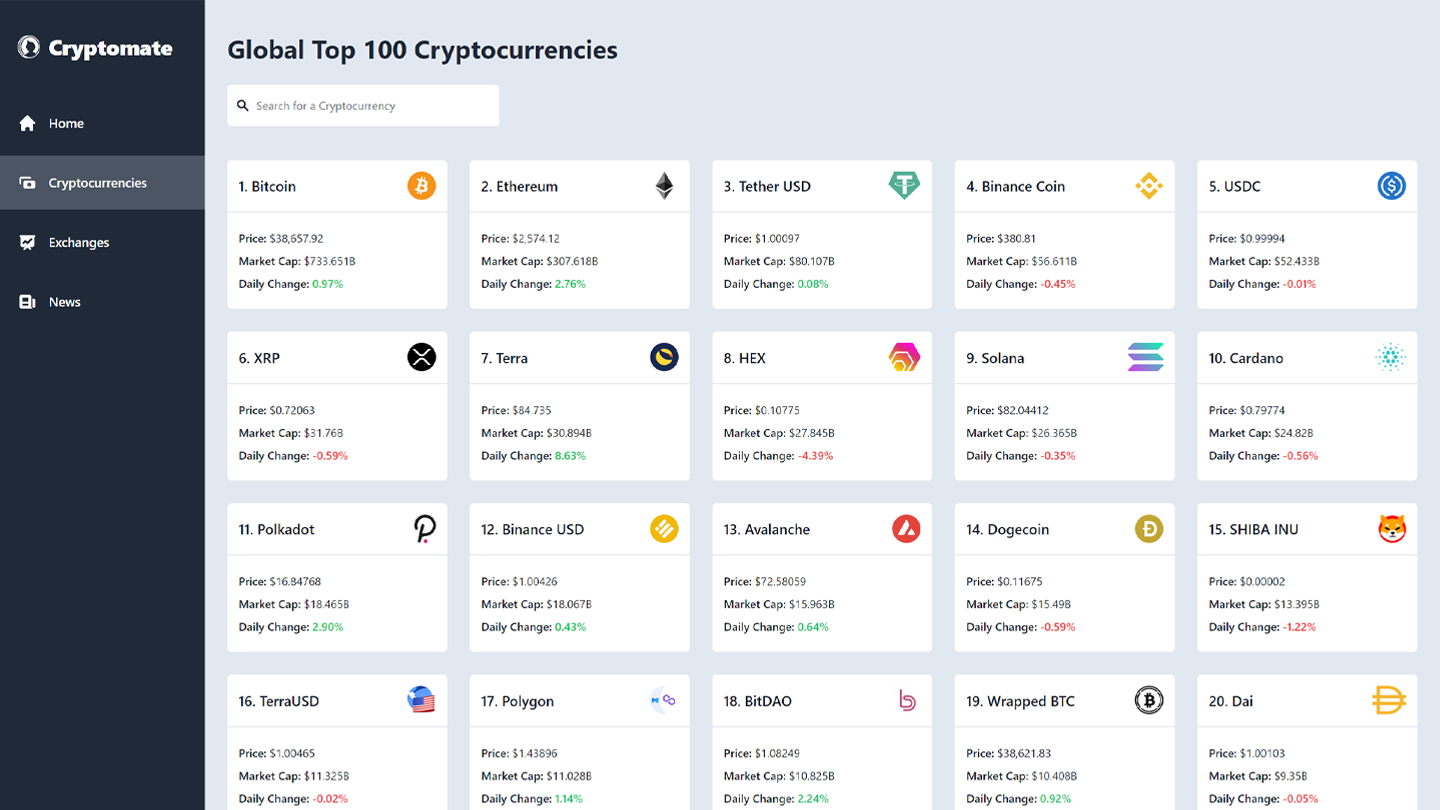 Cryptomate
Home
Cryptocurrencies
Exchanges
News
Global Top 100 Cryptocurrencies
Search for a Cryptocurrency
1. Bitcoin
Price: $38,657.92
Market Cap: $733.651B
Daily Change: 0.97%
2. Ethereum
Price: $2,574.12
Market Cap: $307.618B
Daily Change: 2.76%
3. Tether USD
Price: $1.00097
Market Cap: $80.107B
Daily Change: 0.08%
4. Binance Coin
Price: $380.81
Market Cap: $56.611B
Daily Change: -0.45%
5. USDC
Price: $0.99994
Market Cap: $52.433B
Daily Change: -0.01%
6. XRP
Price: $0.72063
Market Cap: $31.76B
Daily Change: -0.59%
7. Terra
Price: $84.735
Market Cap: $30.894B
Daily Change: 8.63%
8. HEX
Price: $0.10775
Market Cap: $27.845B
Daily Change: -4.39%
9. Solana
Price: $82.04412
Market Cap: $26.365B
Daily Change: -0.35%
10. Cardano
Price: $0.79774
Market Cap: $24.82B
Daily Change: -0.56%
11. Polkadot
Price: $16.84768
Market Cap: $18.465B
Daily Change: 2.90%
12. Binance USD
Price: $1.00426
Market Cap: $18.067B
Daily Change: 0.43%
13. Avalanche
Price: $72.58059
Market Cap: $15.963B
Daily Change: 0.64%
14. Dogecoin
Price: $0.11675
Market Cap: $15.49B
Daily Change: -0.59%
15. SHIBA INU
Price: $0.00002
Market Cap: $13.395B
Daily Change: -1.22%
16. TerraUSD
Price: $1.00465
Market Cap: $11.325B
Daily Change: -0.02%
17. Polygon
Price: $1.43896
Market Cap: $11.028B
Daily Change: 1.14%
18. BitDAO
Price: $1.08249
Market Cap: $10.825B
Daily Change: 2.24%
19. Wrapped BTC
Price: $38,621.83
Market Cap: $10.408B
Daily Change: 0.92%
20. Dai
Price: $1.00103
Market Cap: $9.35B
Daily Change: -0.05%